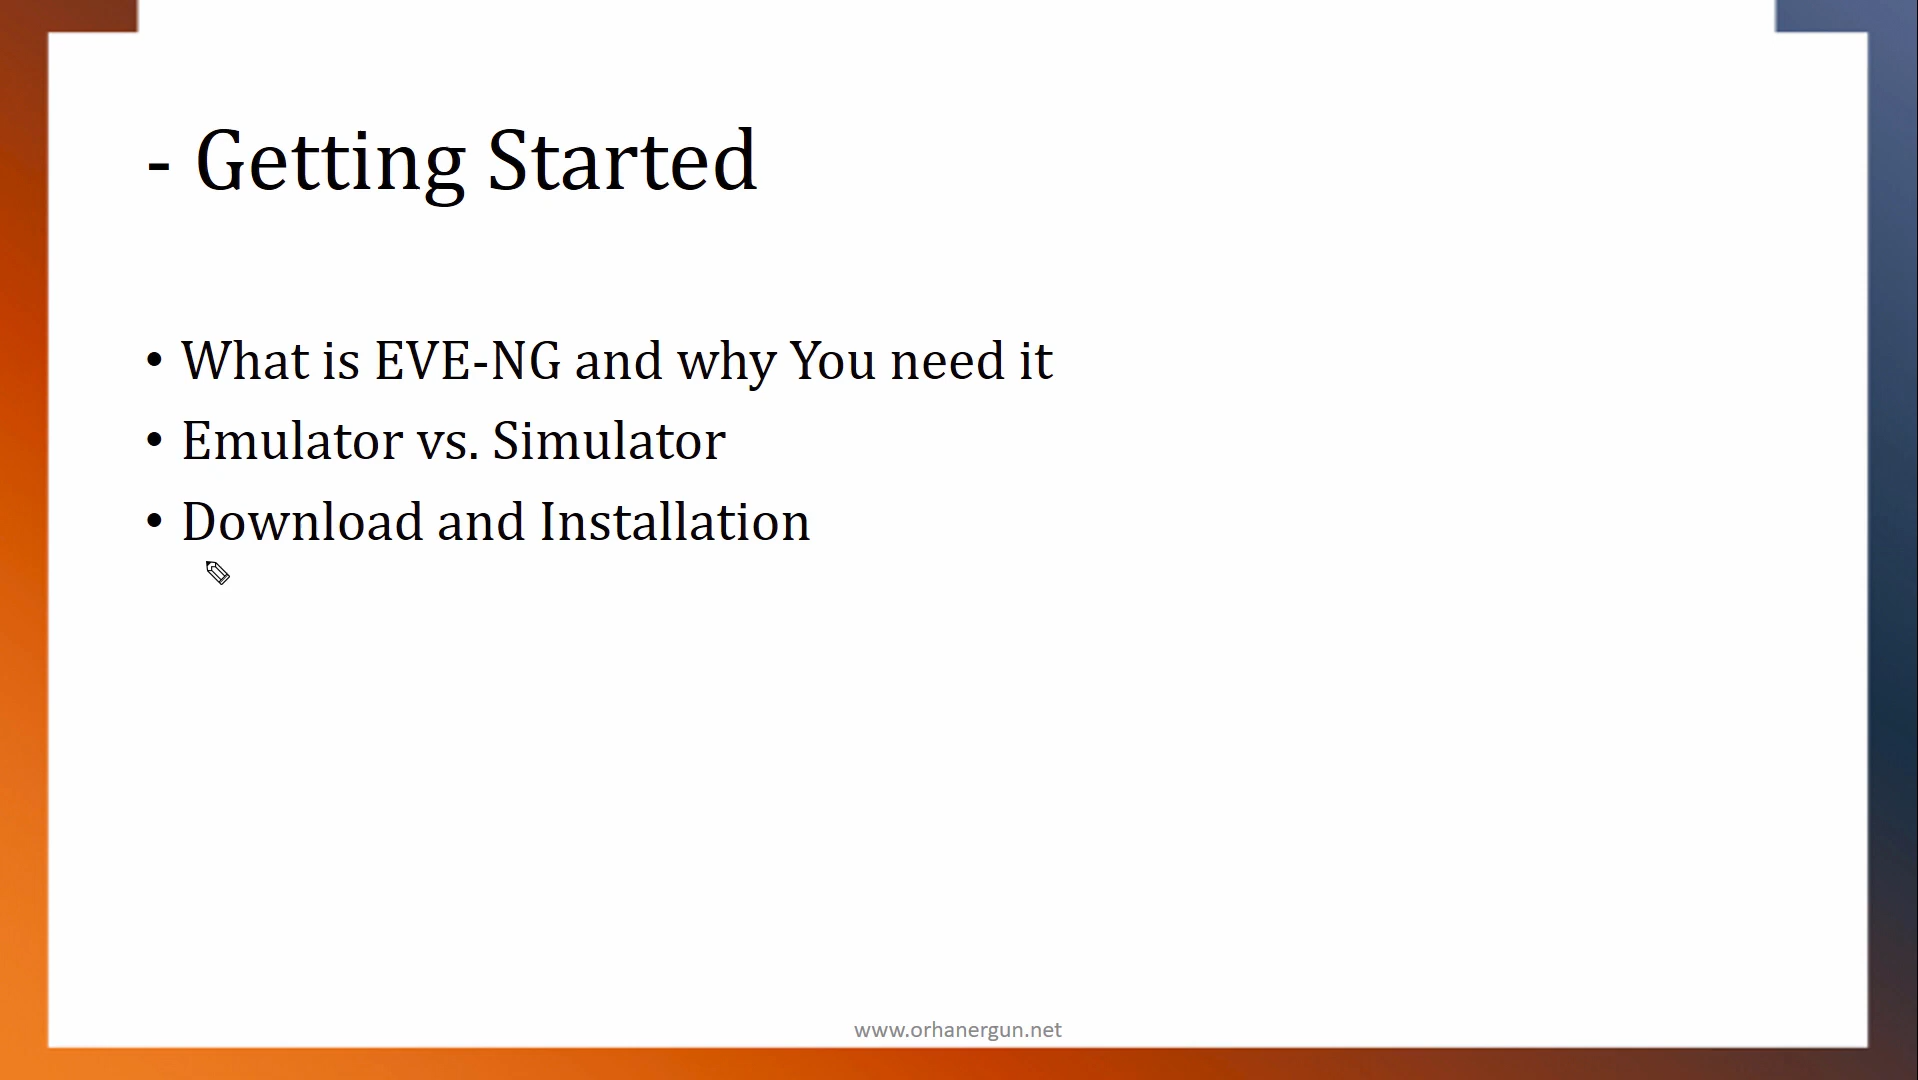 - Getting Started
• What is EVE-NG and why You need it
• Emulator vs. Simulator
• Download and Installation
www.orhanergun.net